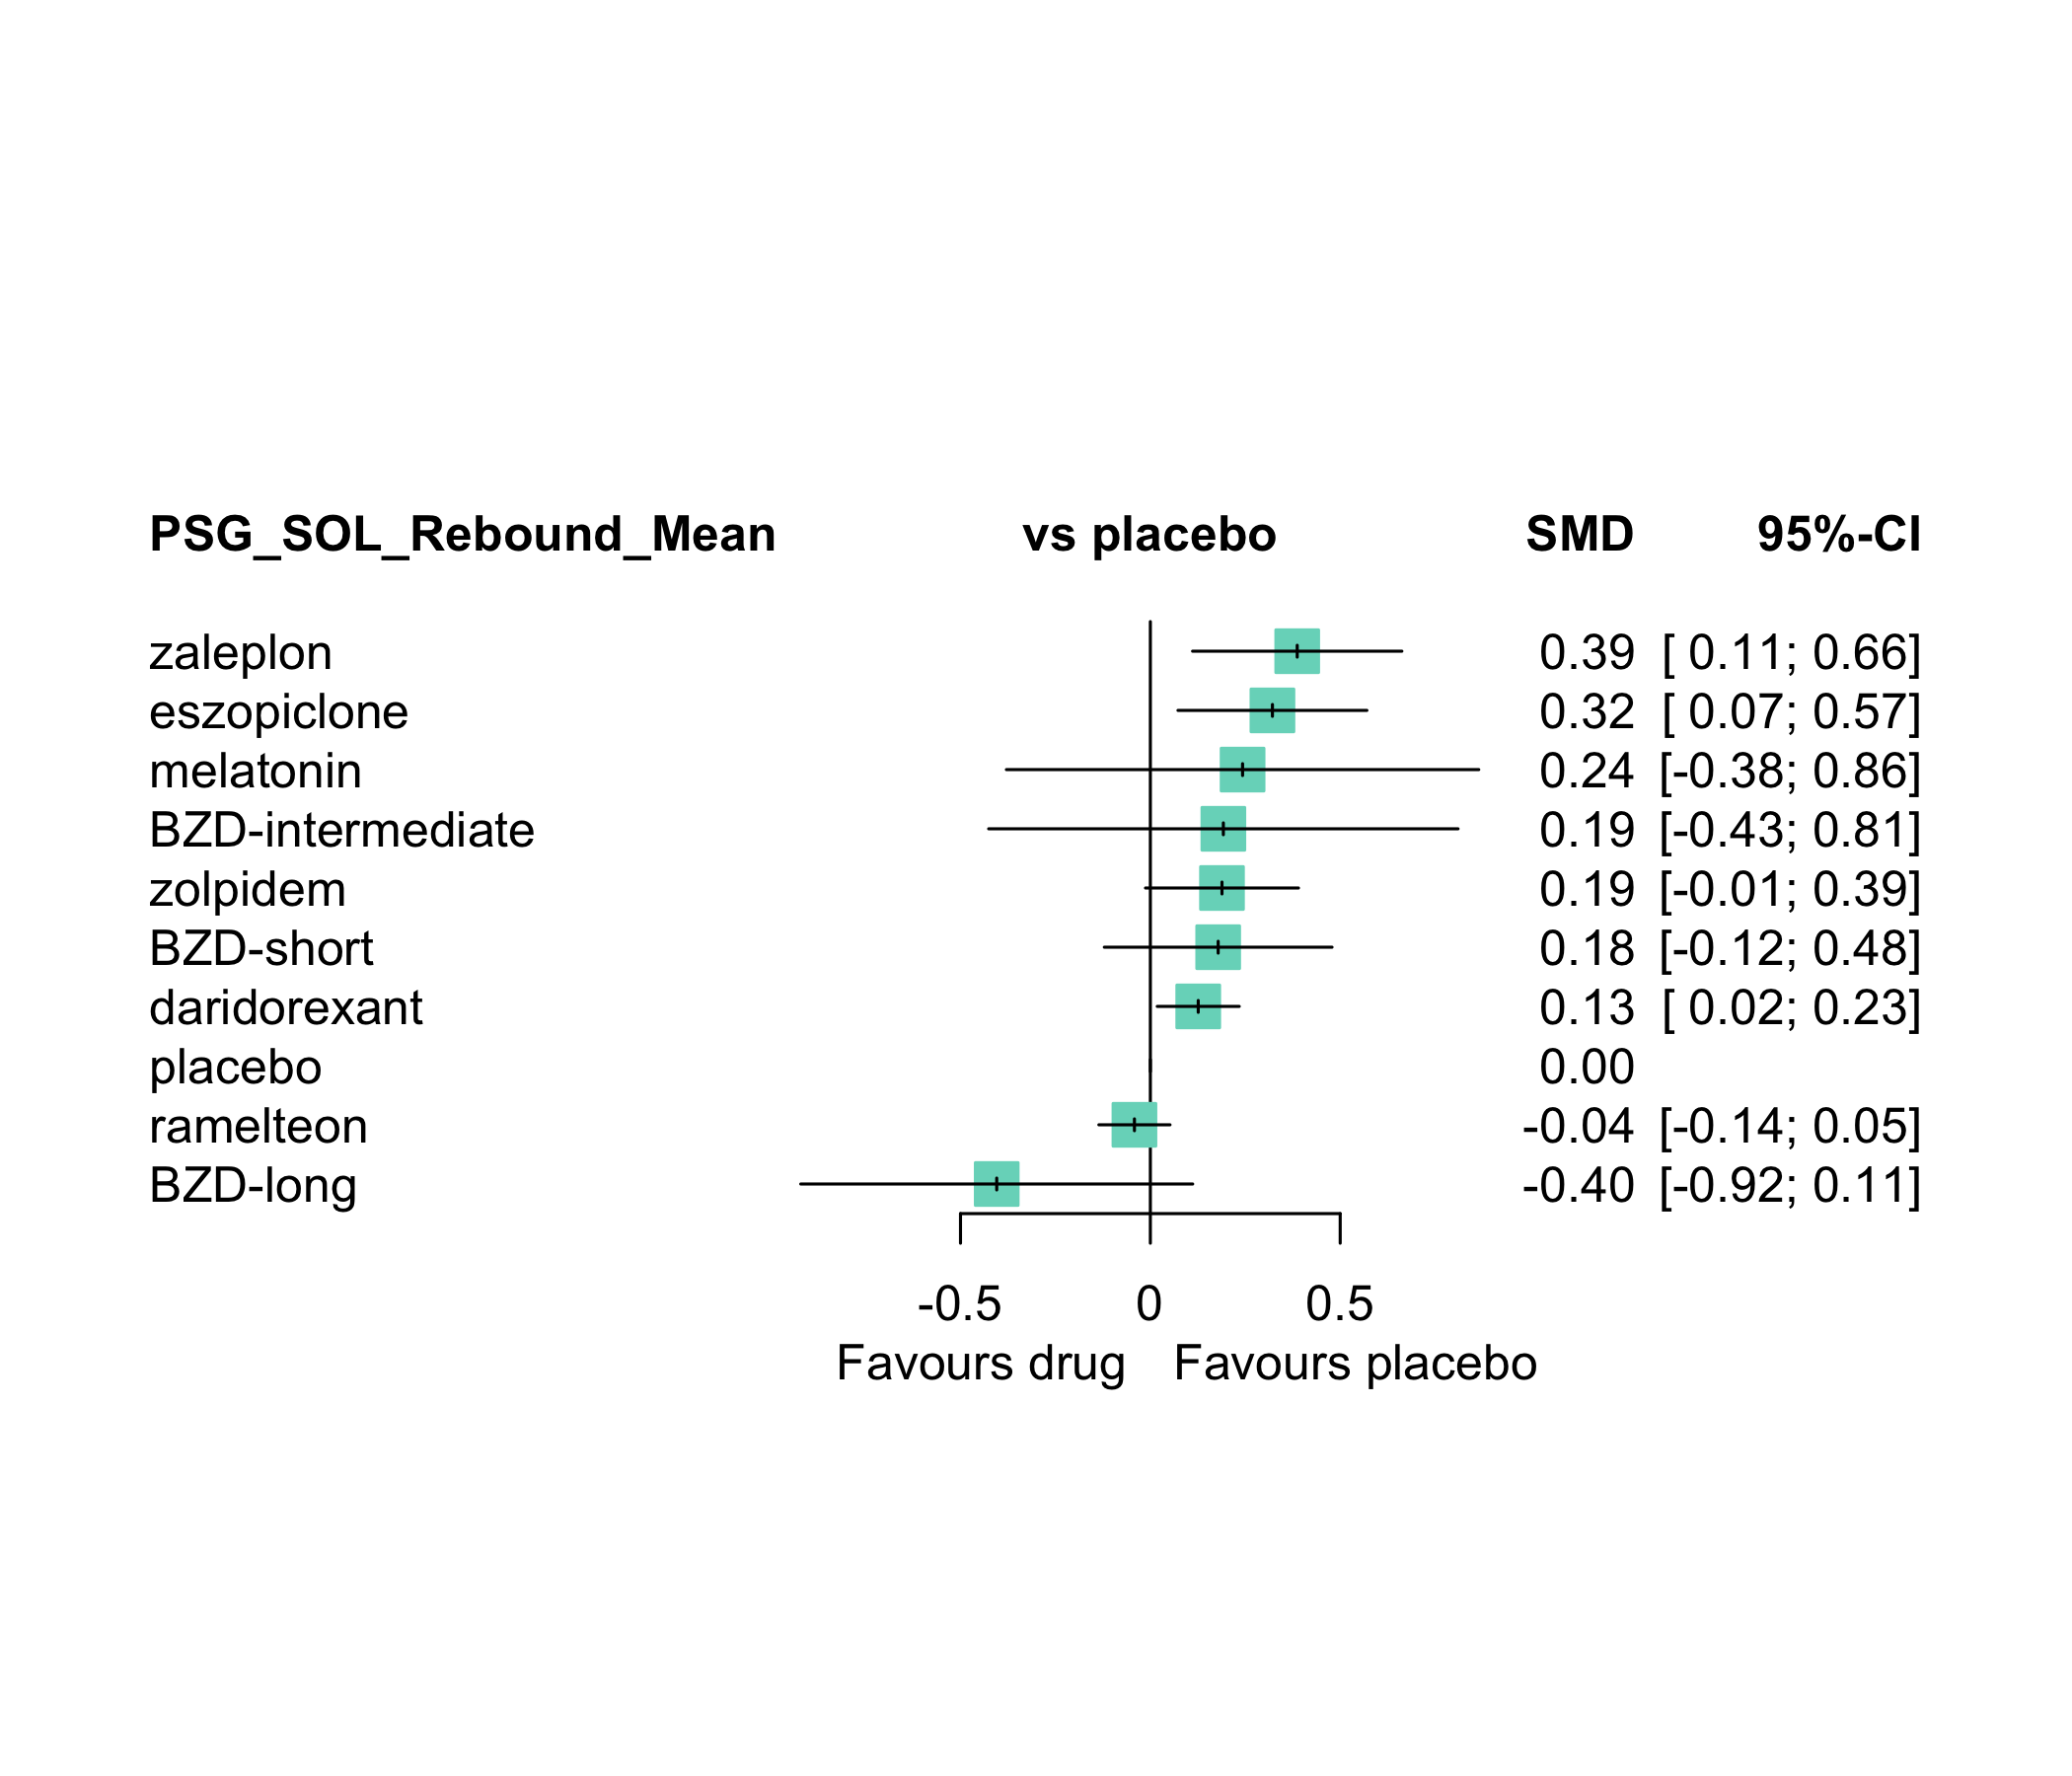 PSG_SOL_Rebound_Mean vs placebo SMD 95%-CI
zaleplon 0.39 [ 0.11; 0.66]
eszopiclone 0.32 [ 0.07; 0.57]
melatonin 0.24 [-0.38; 0.86]
BZD-intermediate 0.19 [-0.43; 0.81]
zolpidem 0.19 [-0.01; 0.39]
BZD-short 0.18 [-0.12; 0.48]
daridorexant 0.13 [ 0.02; 0.23]
placebo 0.00
ramelteon -0.04 [-0.14; 0.05]
BZD-long -0.40 [-0.92; 0.11]
-0.5 0 0.5
Favours drug Favours placebo